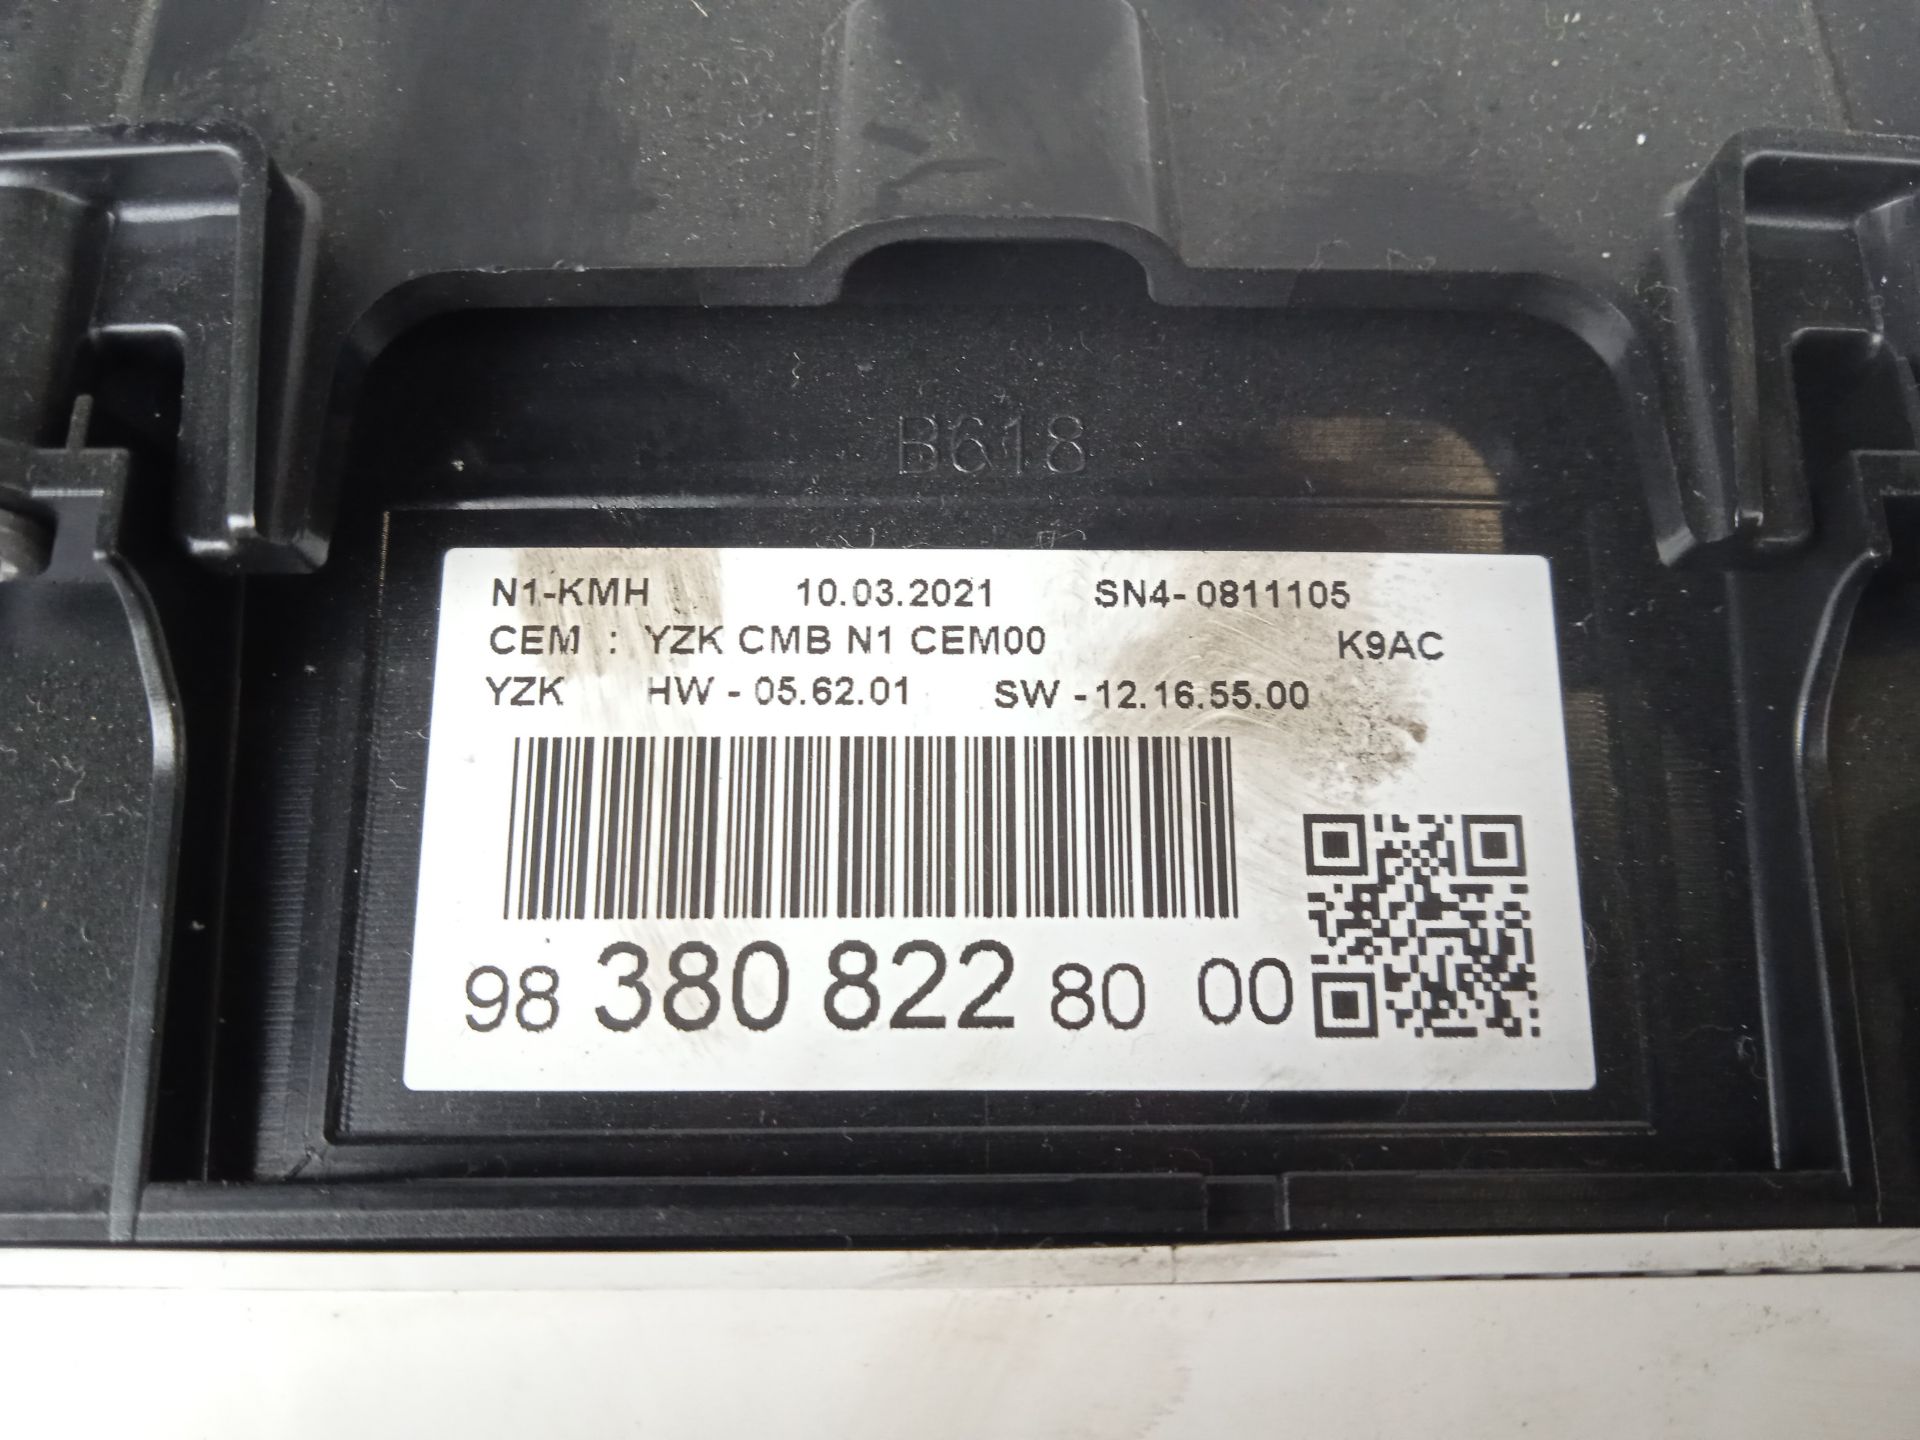 B618
N1-KMH 10.03.2021 SN4-0811105
CEM : YZK CMB N1 CEM00 K9AC
YZK HW - 05.62.01 SW - 12.16.55.00
98 380 822 80 00